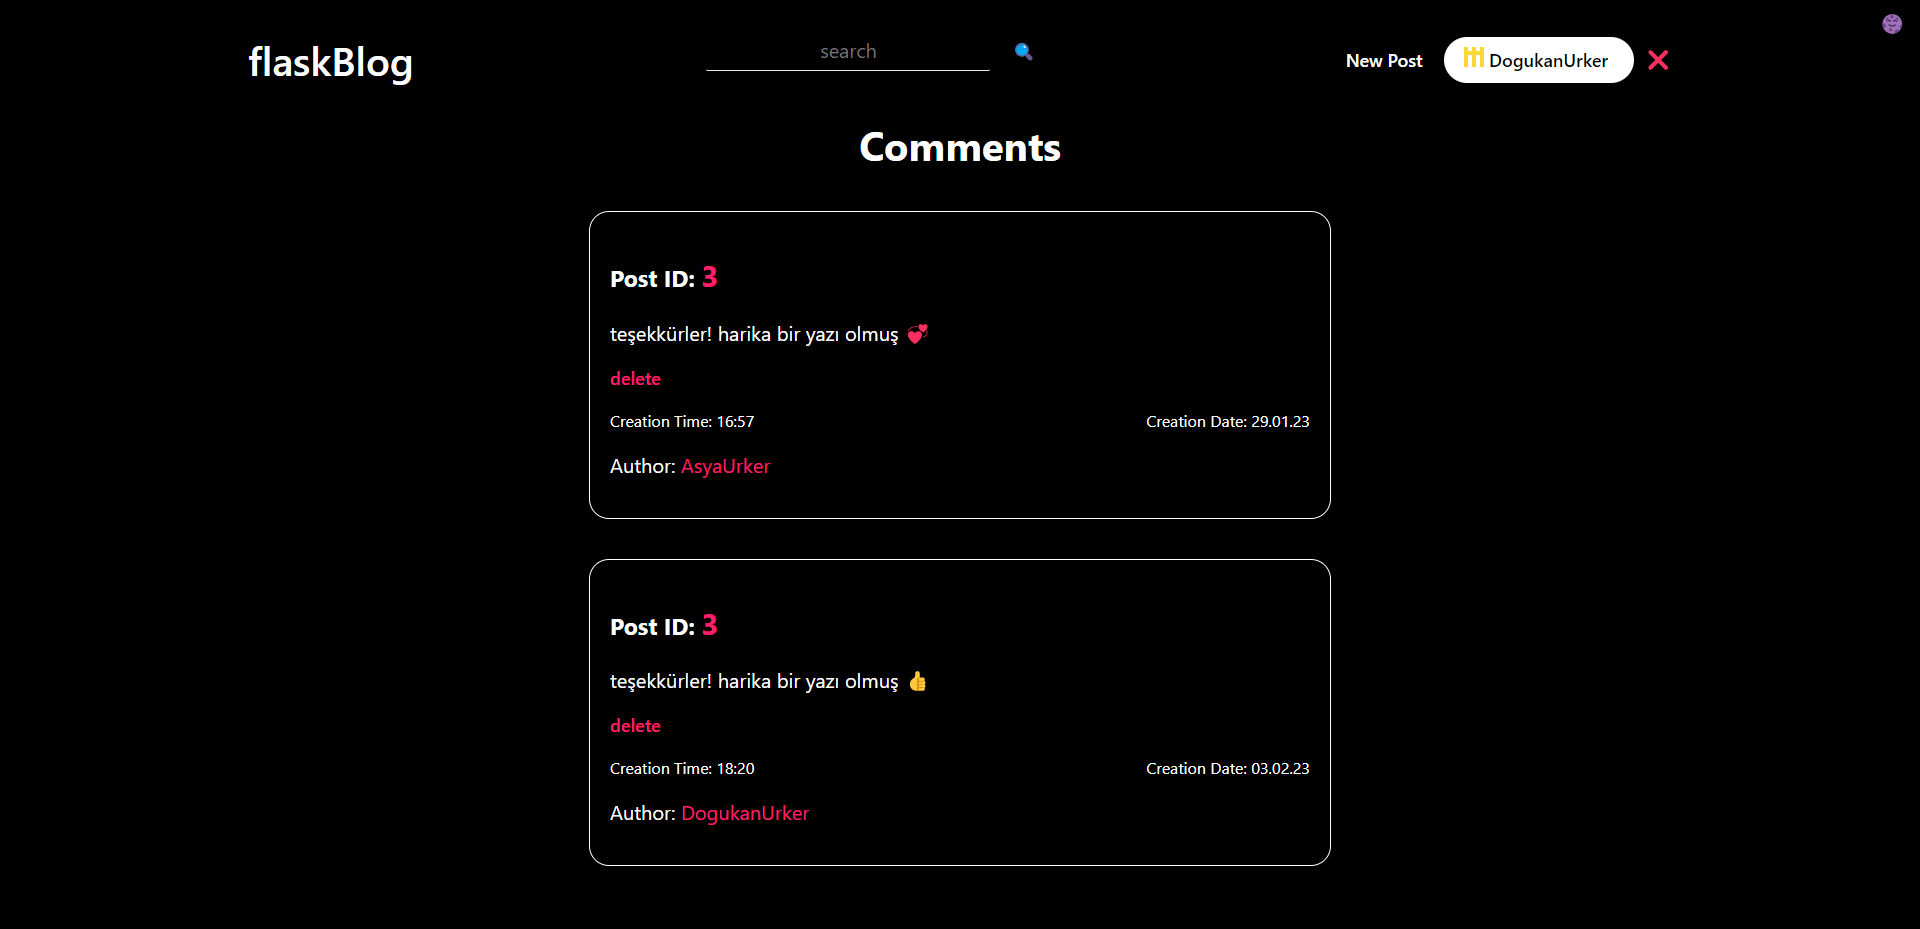 flaskBlog
search
New Post
DogukanUrker
Comments
Post ID: 3
teşekkürler! harika bir yazı olmuş 💞
delete
Creation Time: 16:57
Creation Date: 29.01.23
Author: AsyaUrker
Post ID: 3
teşekkürler! harika bir yazı olmuş 👍
delete
Creation Time: 18:20
Creation Date: 03.02.23
Author: DogukanUrker